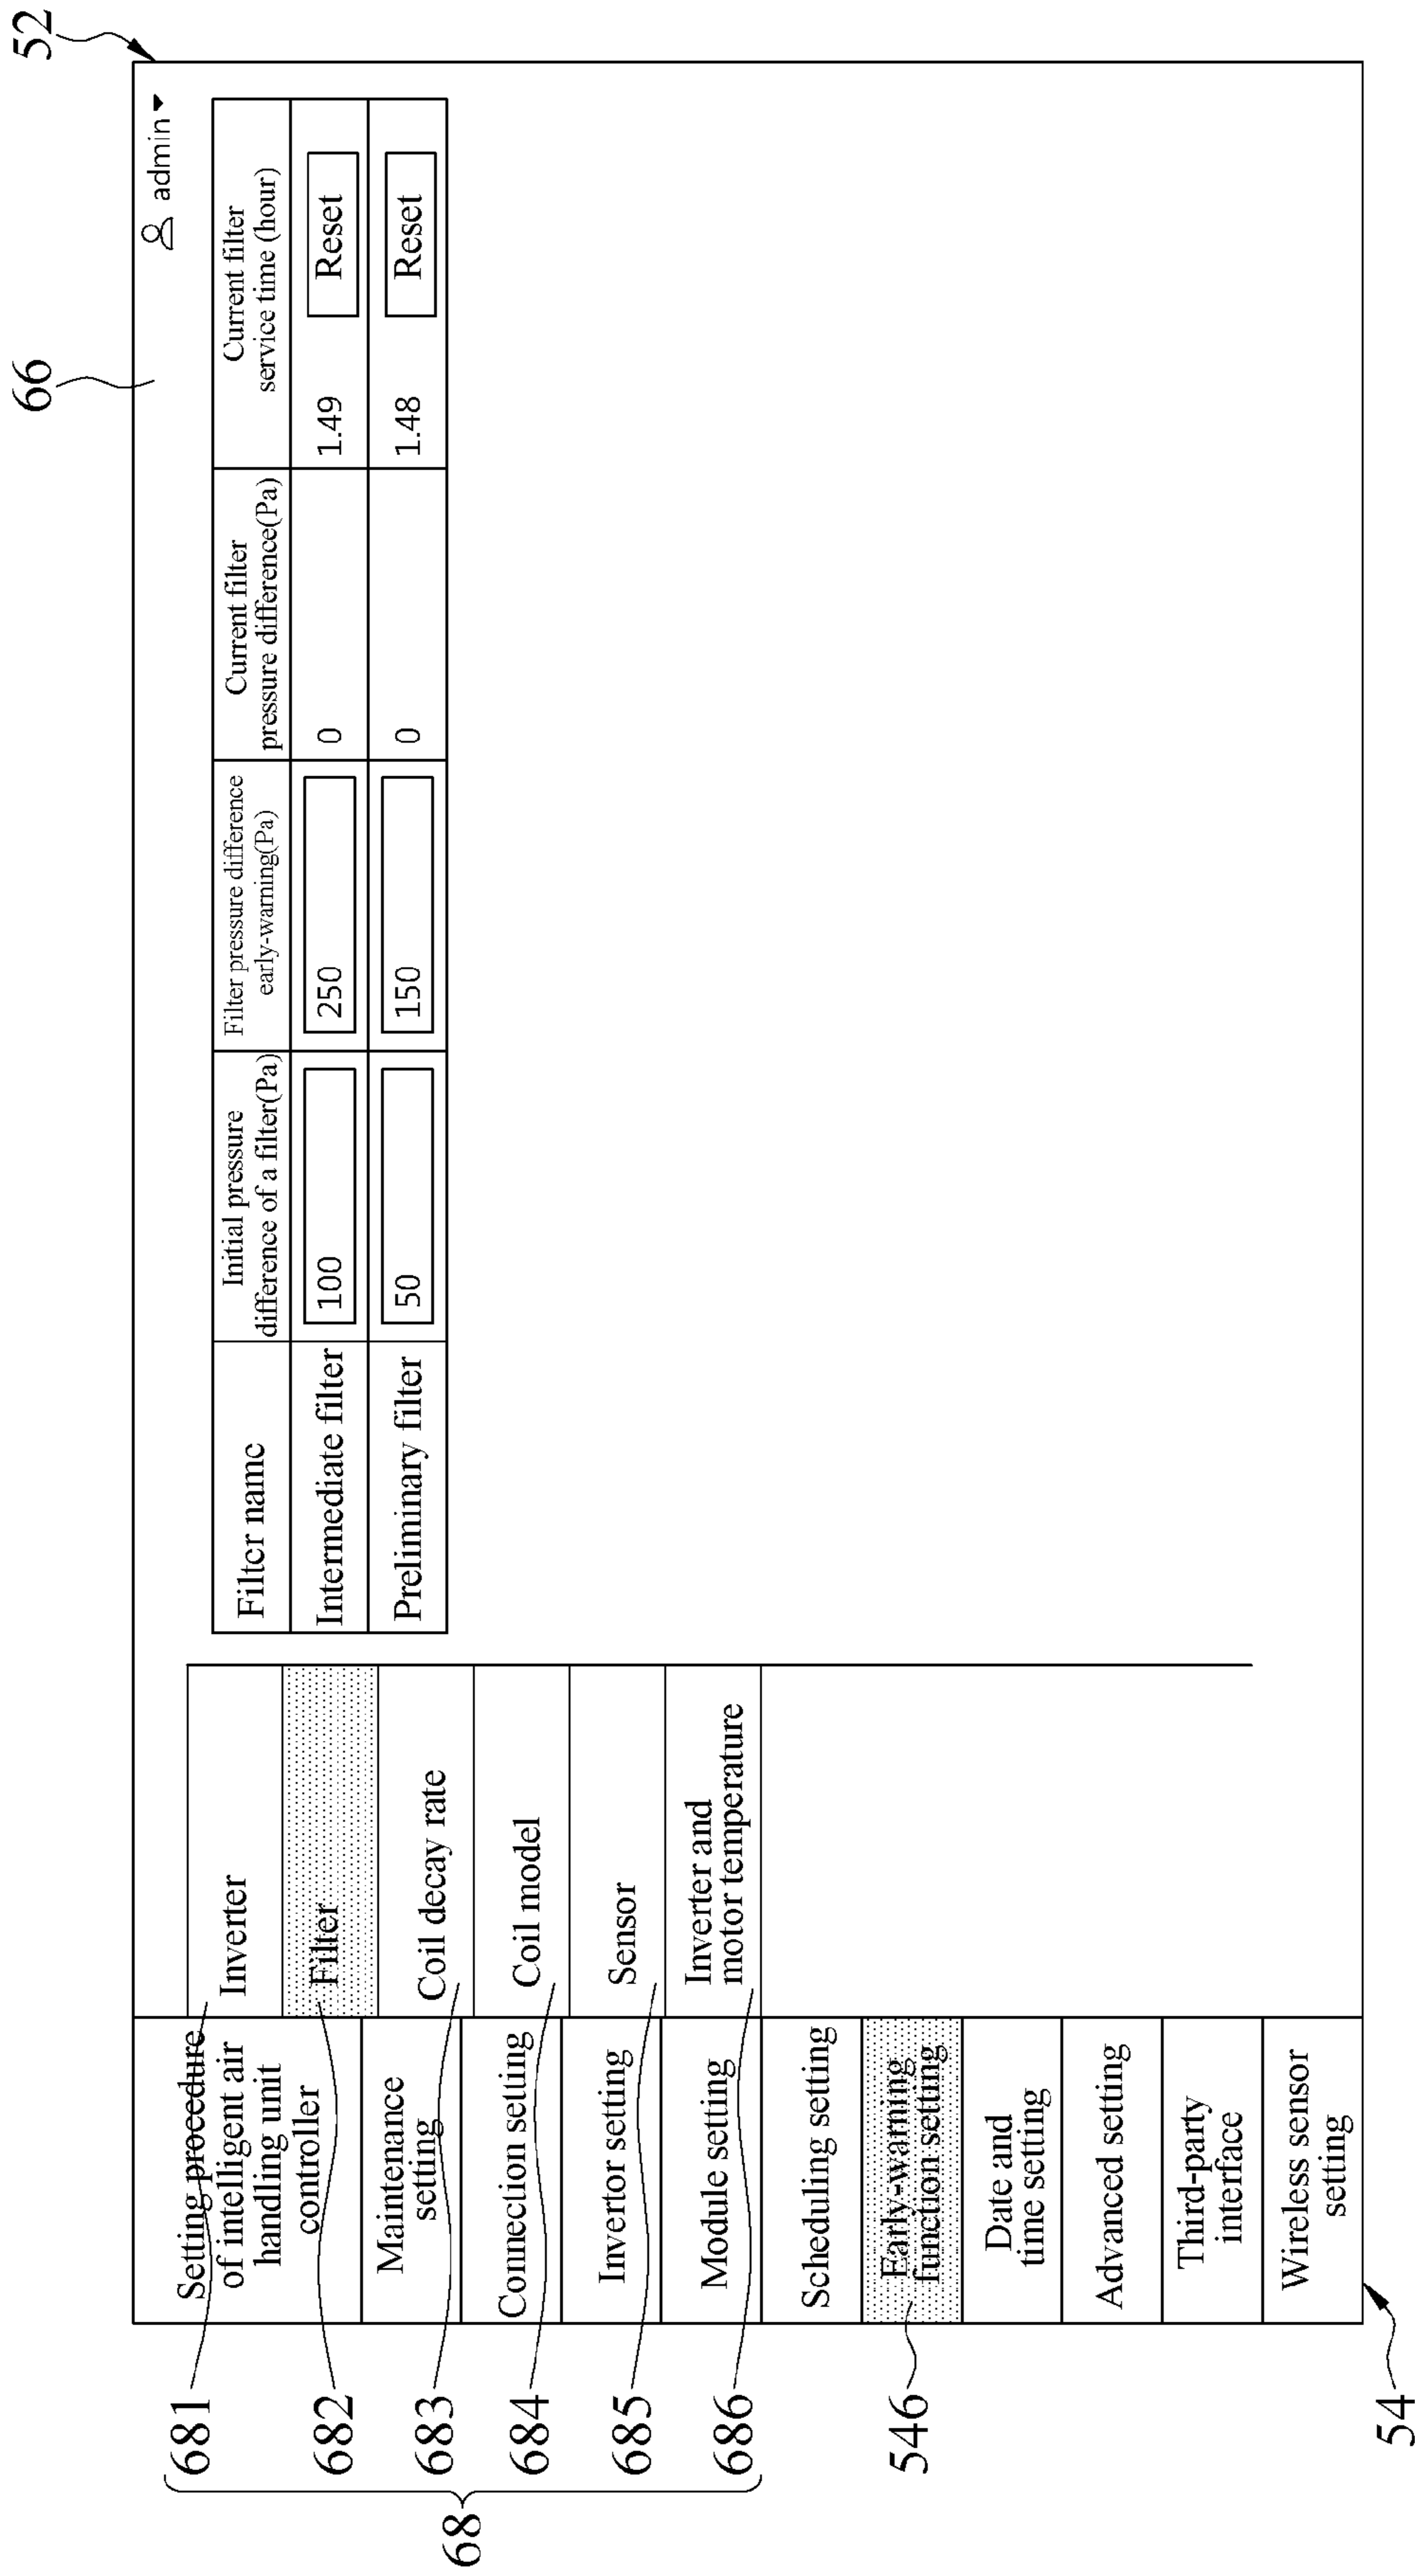 52
66
admin
Filter name
Initial pressure
difference of a filter(Pa)
Filter pressure difference
early-warning(Pa)
Current filter
pressure difference(Pa)
Current filter
service time (hour)
Intermediate filter
100
250
0
1.49
Reset
Preliminary filter
50
150
0
1.48
Reset
Inverter
Filter
Coil decay rate
Coil model
Sensor
Inverter and
motor temperature
Setting procedure
of intelligent air
handling unit
controller
Maintenance
setting
Connection setting
Invertor setting
Module setting
Scheduling setting
Early-warning
function setting
Date and
time setting
Advanced setting
Third-party
interface
Wireless sensor
setting
681
682
683
684
685
686
68
546
54